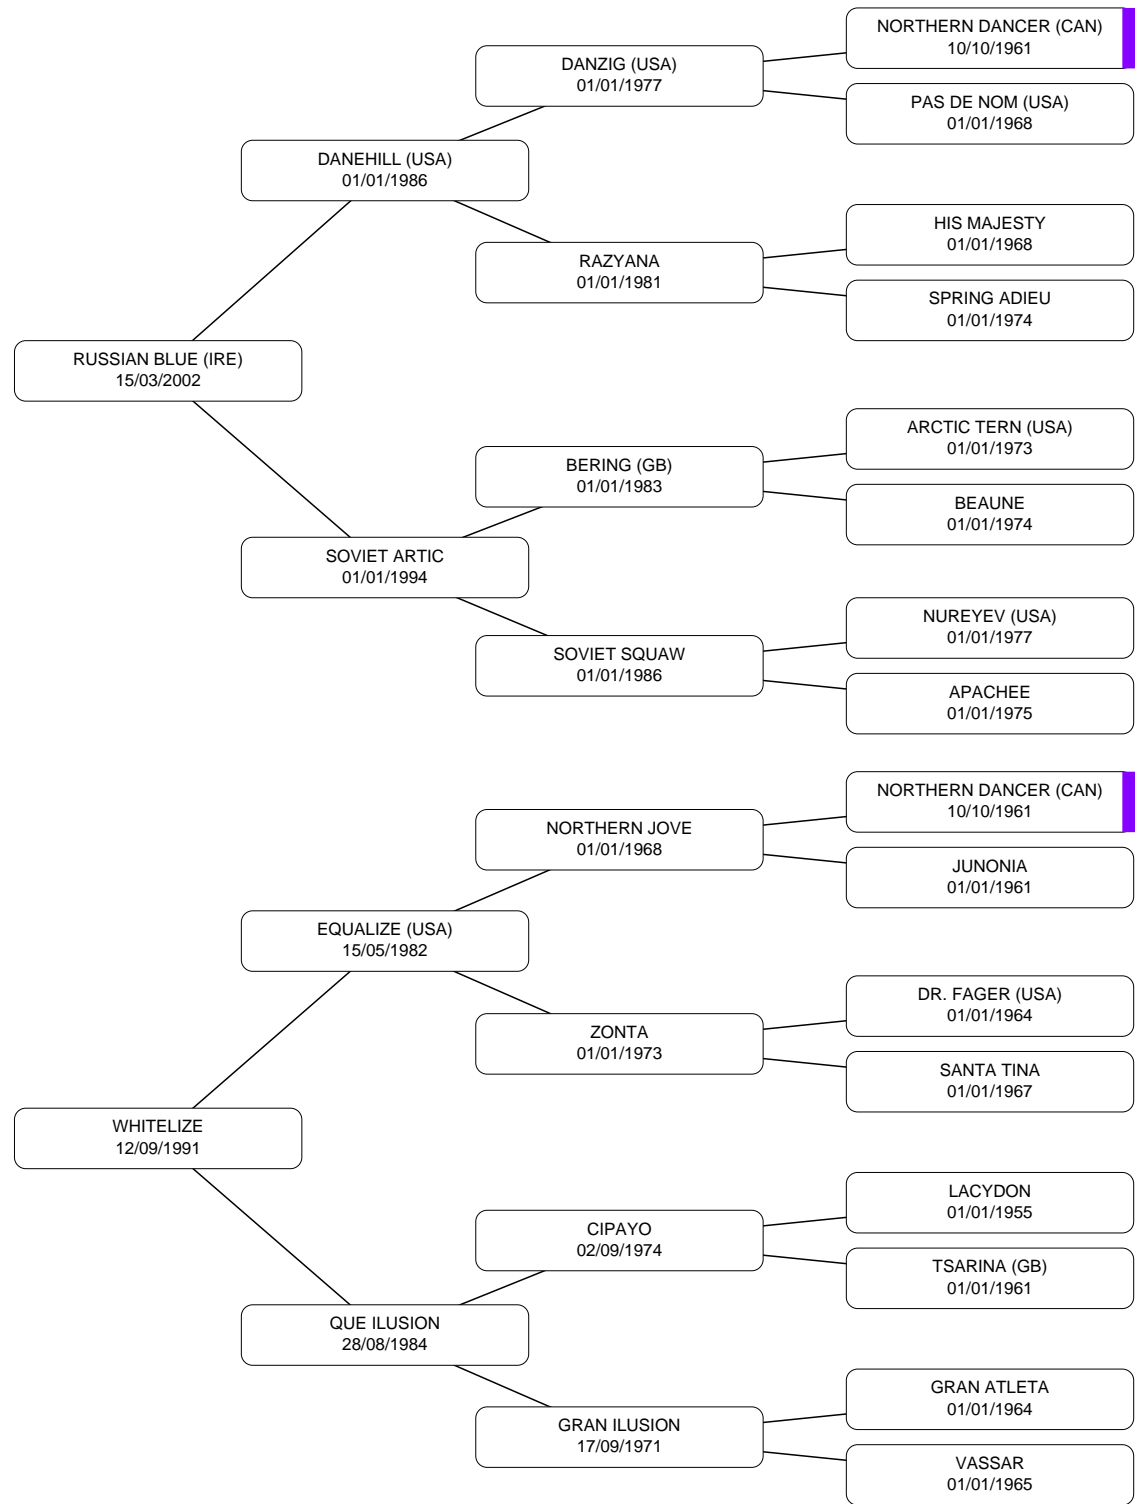 NORTHERN DANCER (CAN)
10/10/1961
DANZIG (USA)
01/01/1977
PAS DE NOM (USA)
01/01/1968
DANEHILL (USA)
01/01/1986
HIS MAJESTY
01/01/1968
RAZYANA
01/01/1981
SPRING ADIEU
01/01/1974
RUSSIAN BLUE (IRE)
15/03/2002
ARCTIC TERN (USA)
01/01/1973
BERING (GB)
01/01/1983
BEAUNE
01/01/1974
SOVIET ARTIC
01/01/1994
NUREYEV (USA)
01/01/1977
SOVIET SQUAW
01/01/1986
APACHEE
01/01/1975
NORTHERN DANCER (CAN)
10/10/1961
NORTHERN JOVE
01/01/1968
JUNONIA
01/01/1961
EQUALIZE (USA)
15/05/1982
DR. FAGER (USA)
01/01/1964
ZONTA
01/01/1973
SANTA TINA
01/01/1967
WHITELIZE
12/09/1991
LACYDON
01/01/1955
CIPAYO
02/09/1974
TSARINA (GB)
01/01/1961
QUE ILUSION
28/08/1984
GRAN ATLETA
01/01/1964
GRAN ILUSION
17/09/1971
VASSAR
01/01/1965